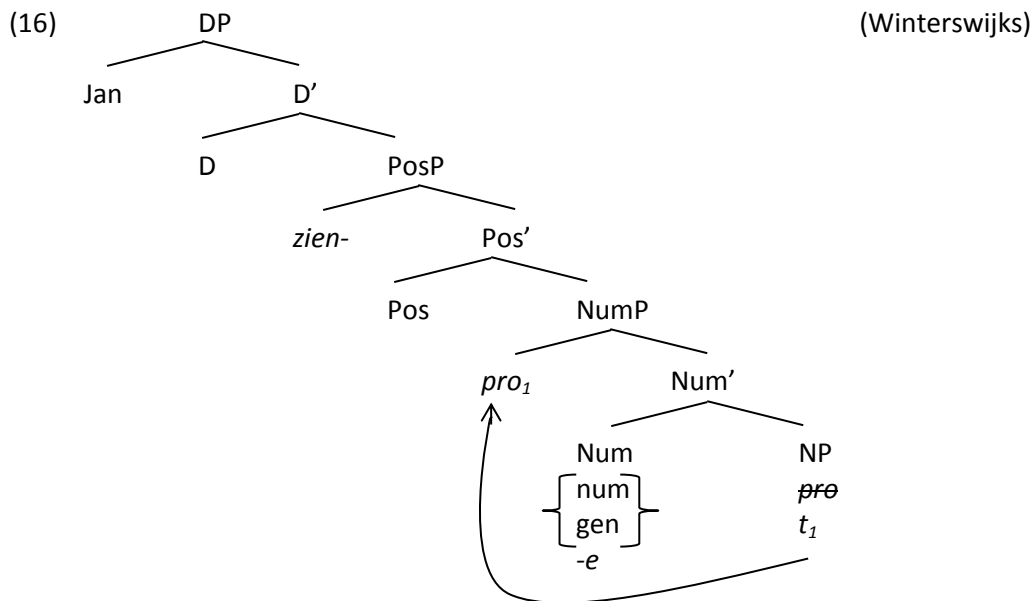 (16) DP (Winterswijks)
Jan D’
D PosP
zien- Pos’
Pos NumP
pro1 Num’
Num NP
num pro
gen t1
-e